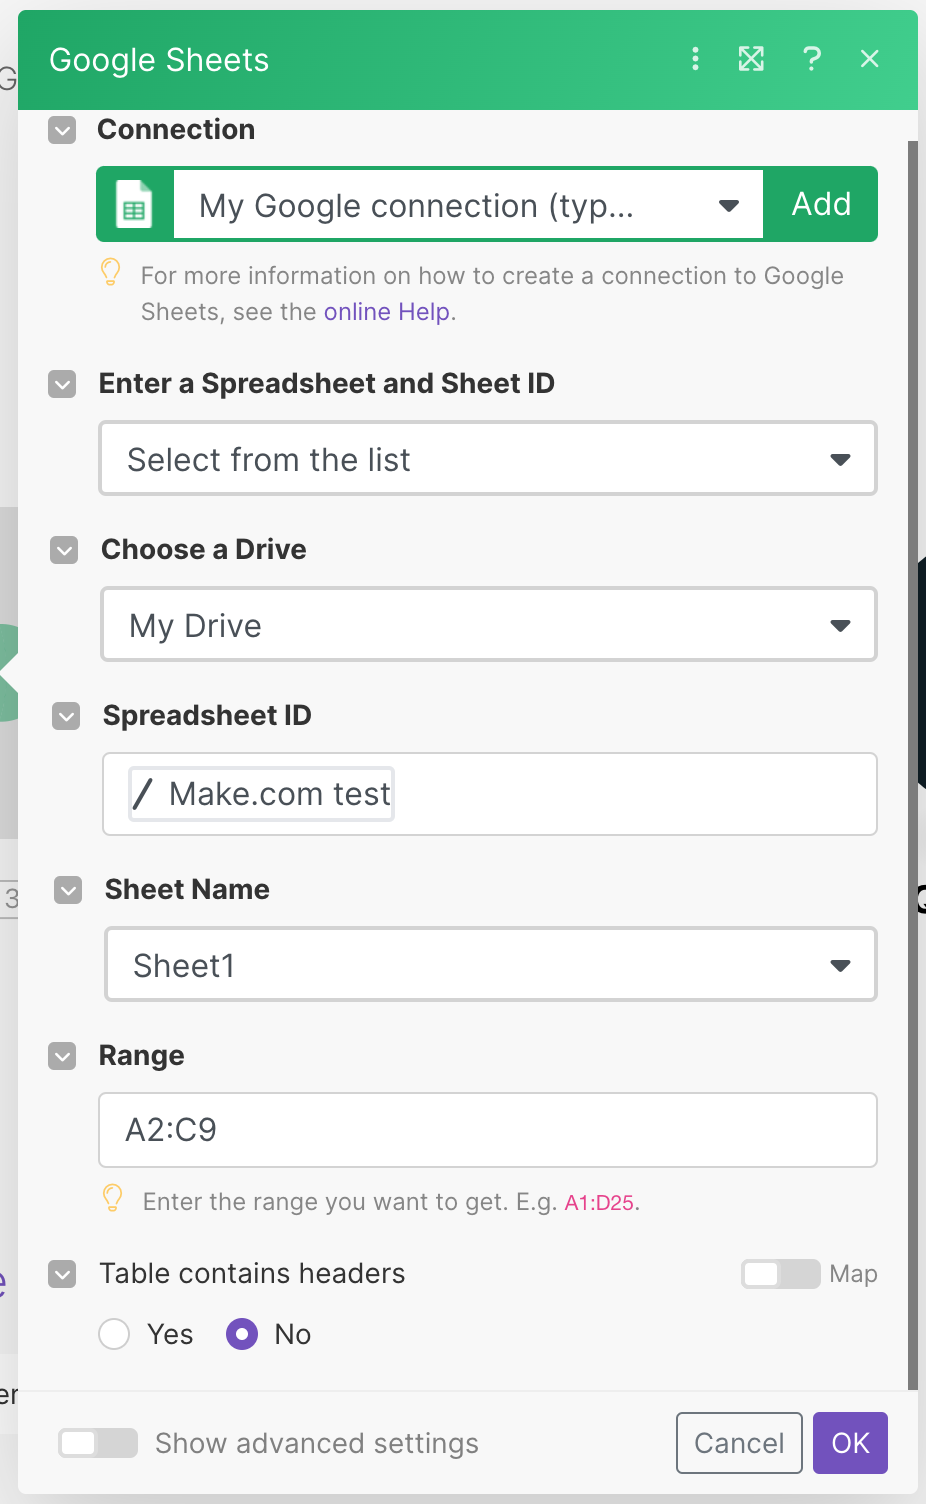 Google Sheets
?
Connection
My Google connection (typ...
Add
For more information on how to create a connection to Google
Sheets, see the online Help.
Enter a Spreadsheet and Sheet ID
Select from the list
Choose a Drive
My Drive
Spreadsheet ID
/ Make.com test
Sheet Name
3
Sheet1
Range
A2:C9
Enter the range you want to get. E.g. A1:D25.
Table contains headers
Map
Yes
No
er
Show advanced settings
Cancel
OK